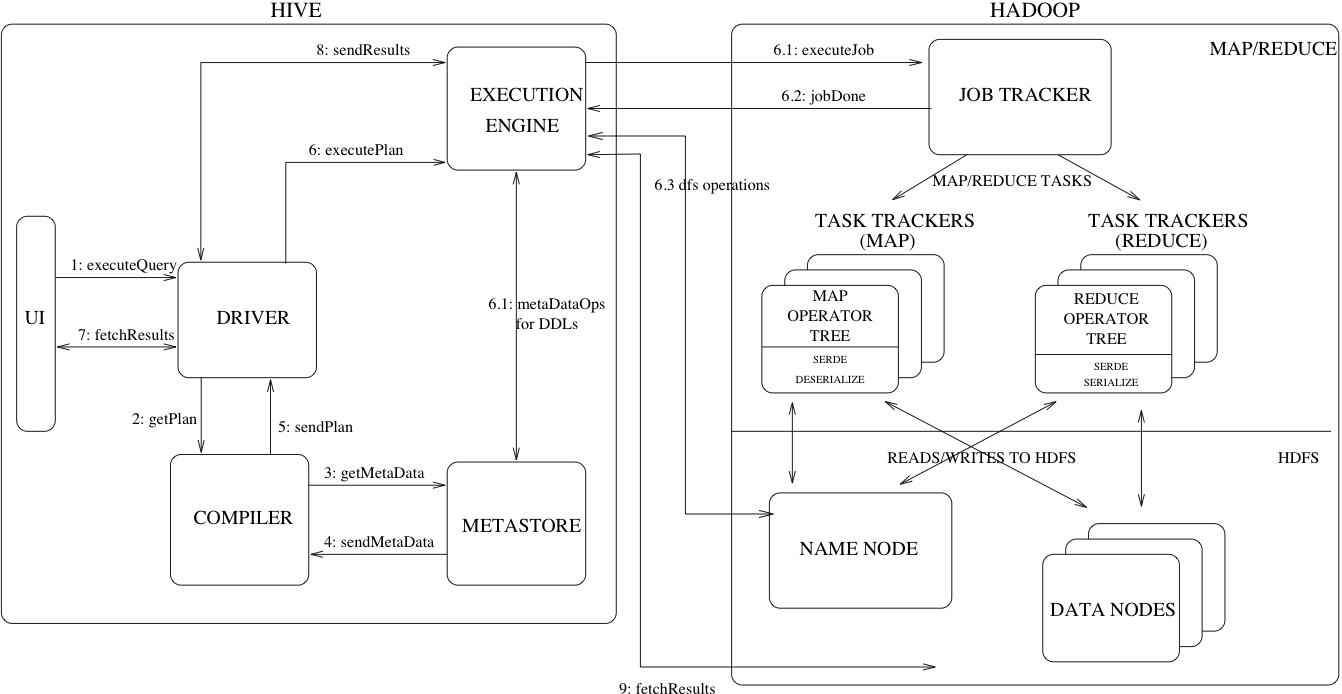 HIVE
HADOOP
MAP/REDUCE
8: sendResults
6.1: executeJob
EXECUTION
ENGINE
JOB TRACKER
6.2: jobDone
6: executePlan
6.3 dfs operations
MAP/REDUCE TASKS
TASK TRACKERS
(MAP)
TASK TRACKERS
(REDUCE)
1: executeQuery
UI
DRIVER
7: fetchResults
6.1: metaDataOps
for DDLs
MAP
OPERATOR
TREE
SERDE
DESERIALIZE
REDUCE
OPERATOR
TREE
SERDE
SERIALIZE
2: getPlan
5: sendPlan
READS/WRITES TO HDFS
HDFS
3: getMetaData
COMPILER
METASTORE
4: sendMetaData
NAME NODE
DATA NODES
9: fetchResults